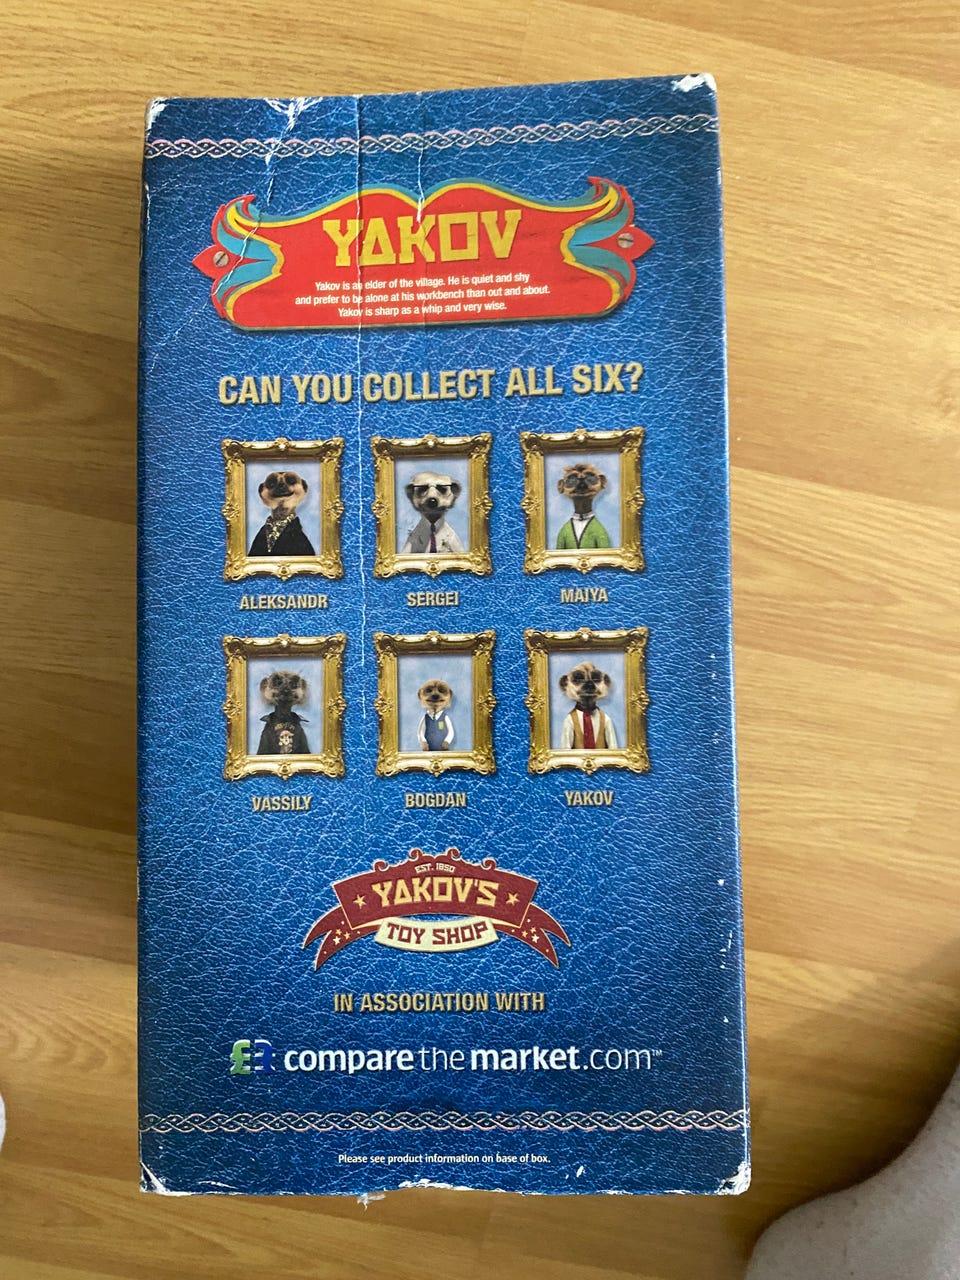 YAKOV
Yakov is an elder of the village. He is quiet and shy
and prefer to be alone at his workbench than out and about.
Yakov is sharp as a whip and very wise.
CAN YOU COLLECT ALL SIX?
ALEKSANDR
SERGEI
MAIYA
VASSILY
BOGDAN
YAKOV
EST. 1850
YAKOV'S
TOY SHOP
IN ASSOCIATION WITH
comparethemarket.com™
Please see product information on base of box.